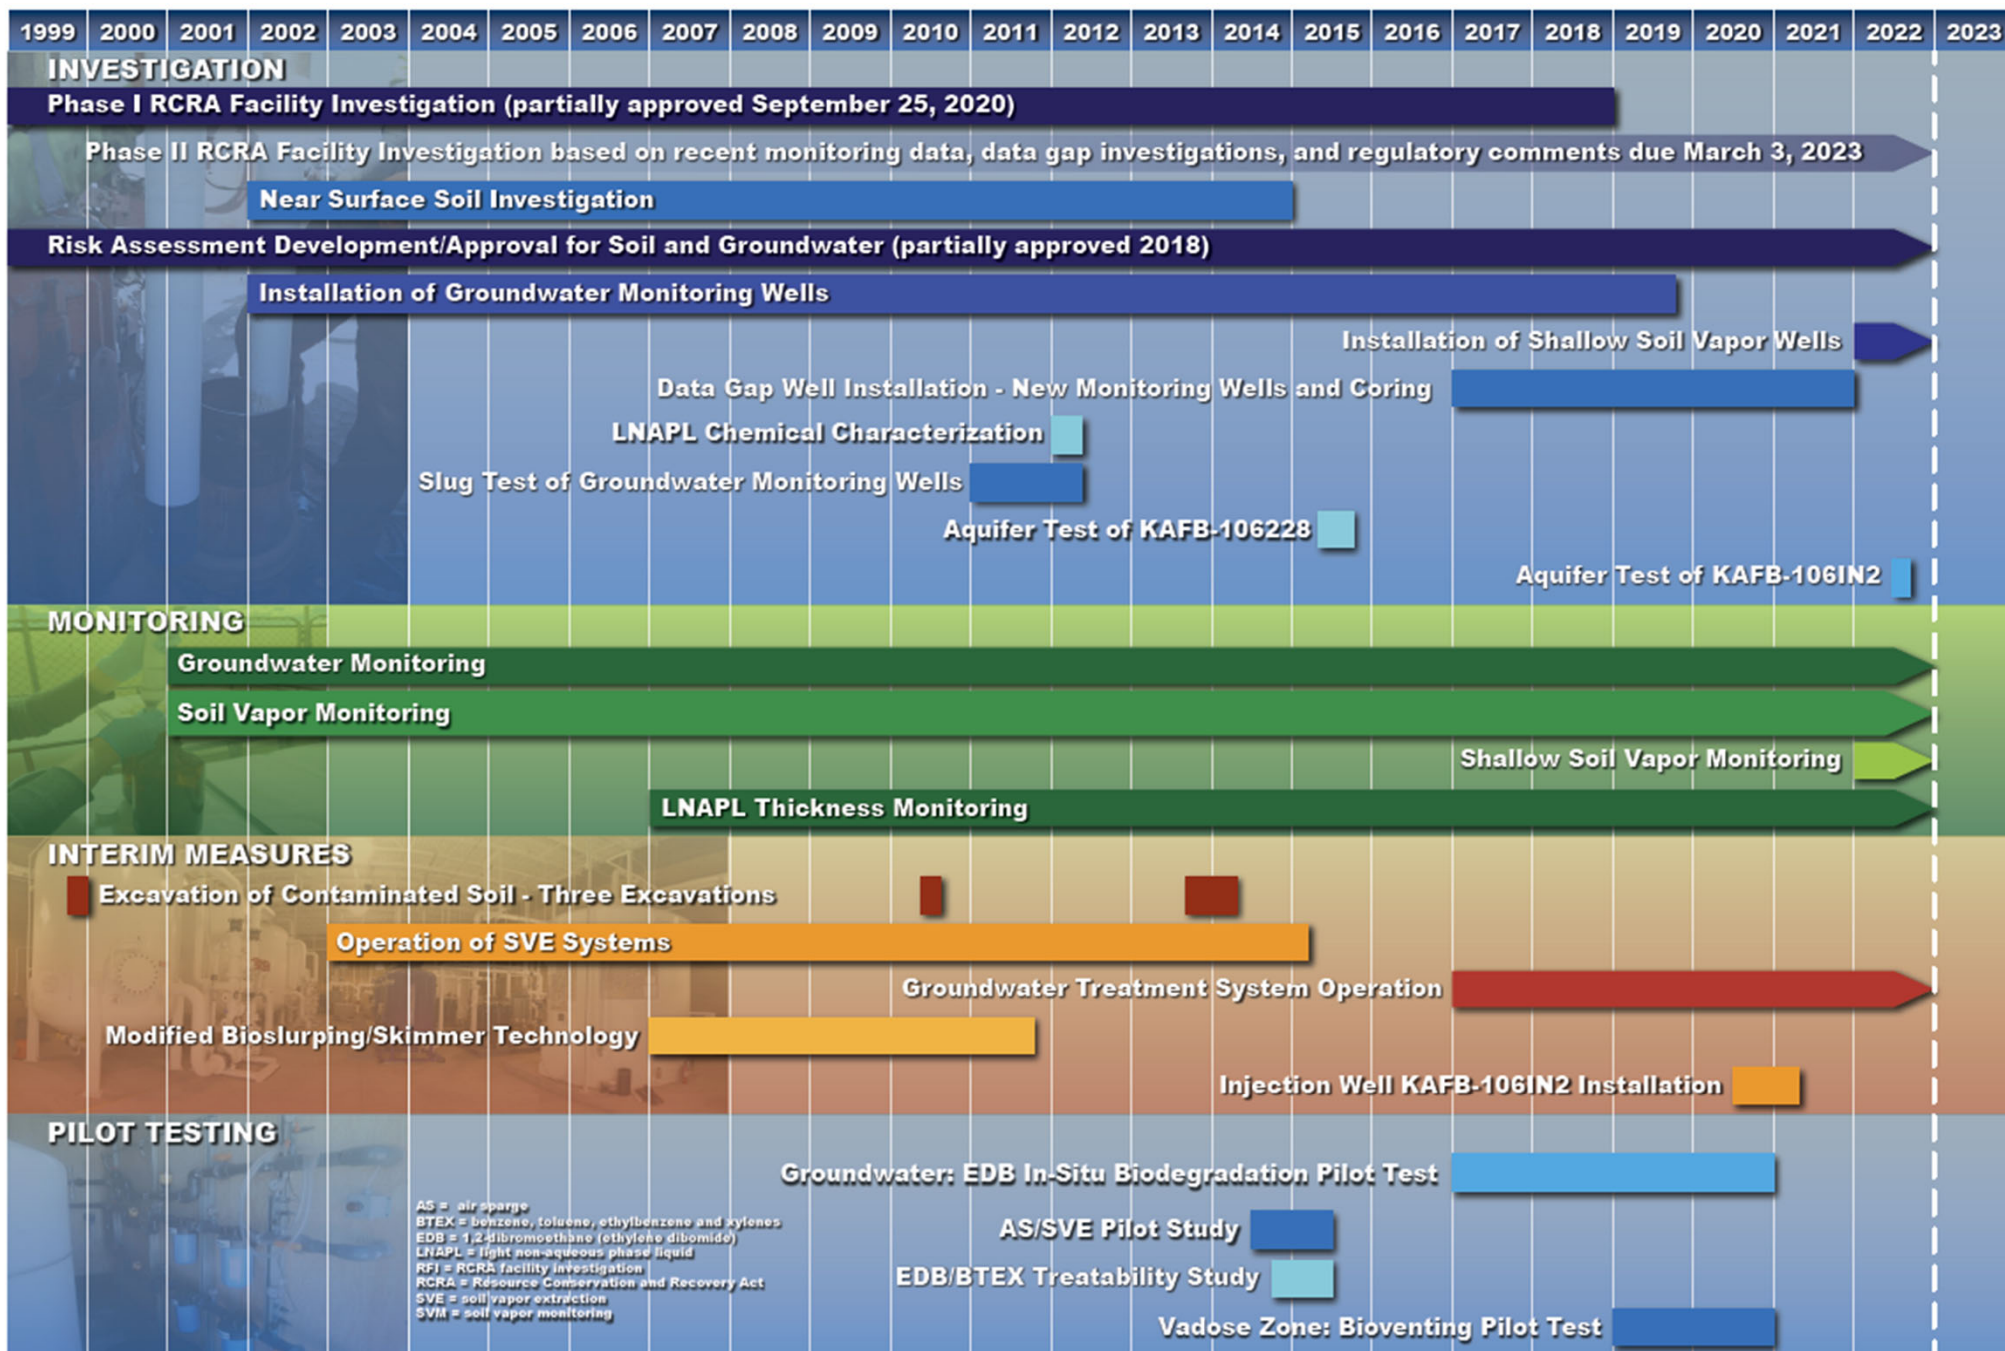 1999 2000 2001 2002 2003 2004 2005 2006 2007 2008 2009 2010 2011 2012 2013 2014 2015 2016 2017 2018 2019 2020 2021 2022 2023
INVESTIGATION
Phase I RCRA Facility Investigation (partially approved September 25, 2020)
Phase II RCRA Facility Investigation based on recent monitoring data, data gap investigations, and regulatory comments due March 3, 2023
Near Surface Soil Investigation
Risk Assessment Development/Approval for Soil and Groundwater (partially approved 2018)
Installation of Groundwater Monitoring Wells
Installation of Shallow Soil Vapor Wells
Data Gap Well Installation - New Monitoring Wells and Coring
LNAPL Chemical Characterization
Slug Test of Groundwater Monitoring Wells
Aquifer Test of KAFB-106228
Aquifer Test of KAFB-106IN2
MONITORING
Groundwater Monitoring
Soil Vapor Monitoring
Shallow Soil Vapor Monitoring
LNAPL Thickness Monitoring
INTERIM MEASURES
Excavation of Contaminated Soil - Three Excavations
Operation of SVE Systems
Groundwater Treatment System Operation
Modified Bioslurping/Skimmer Technology
Injection Well KAFB-106IN2 Installation
PILOT TESTING
Groundwater: EDB In-Situ Biodegradation Pilot Test
AS/SVE Pilot Study
EDB/BTEX Treatability Study
Vadose Zone: Bioventing Pilot Test
AS = air sparge
BTEX = benzene, toluene, ethylbenzene and xylenes
EDB = 1,2-dibromoethane (ethylene dibomide)
LNAPL = light non-aqueous phase liquid
RFI = RCRA facility investigation
RCRA = Resource Conservation and Recovery Act
SVE = soil vapor extraction
SVM = soil vapor monitoring